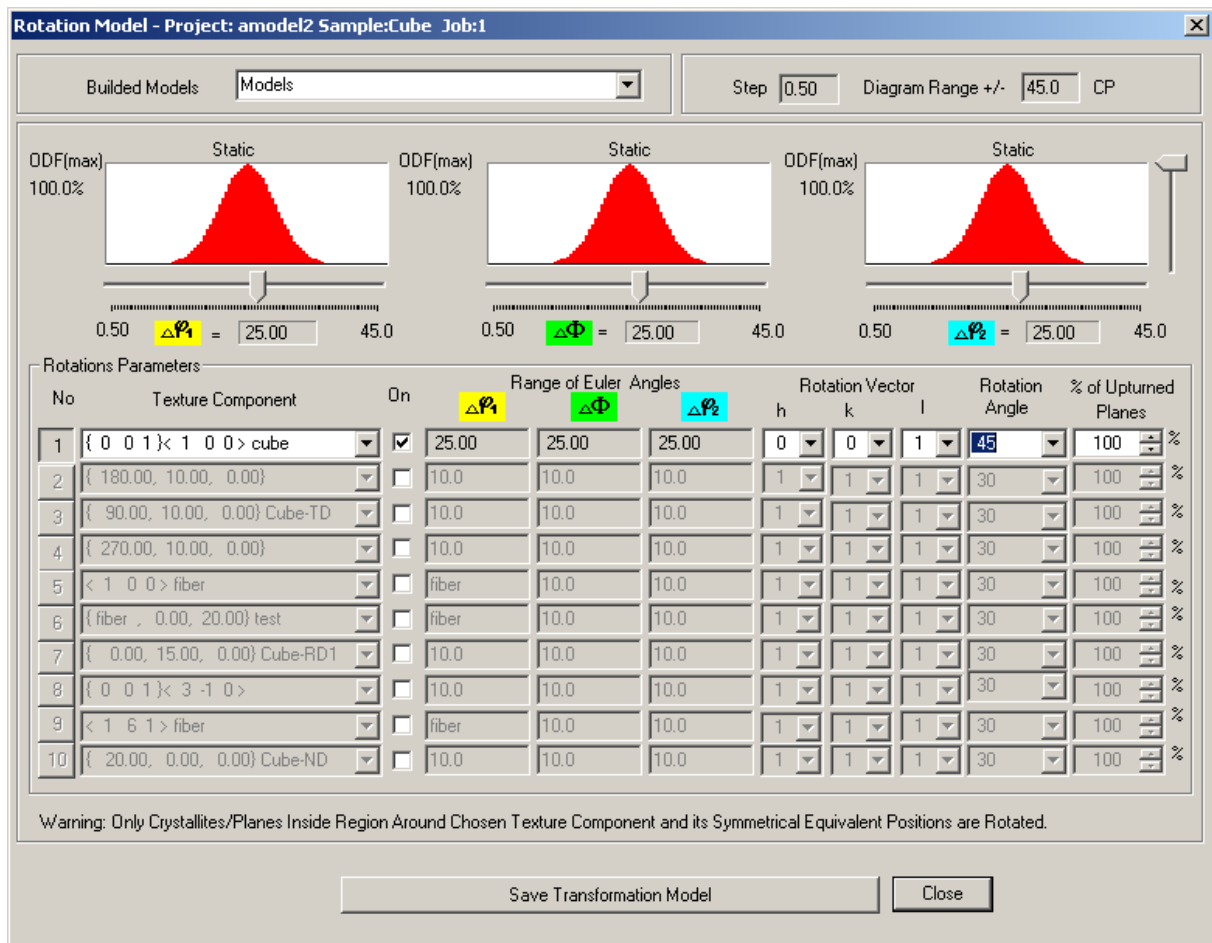 Rotation Model - Project: amodel2 Sample:Cube Job:1
Builded Models Models Step 0.50 Diagram Range +/- 45.0 CP
Static Static Static
ODF(max) ODF(max) ODF(max)
100.0% 100.0% 100.0%
0.50 △φ1 = 25.00 45.0 0.50 △Φ = 25.00 45.0 0.50 △φ2 = 25.00 45.0
Rotations Parameters
No Texture Component On Range of Euler Angles Rotation Vector Rotation Angle % of Upturned Planes
△φ1 △Φ △φ2 h k l
1 { 0 0 1 }< 1 0 0 > cube 25.00 25.00 25.00 0 0 1 45 100 %
2 { 180.00, 10.00, 0.00} 10.0 10.0 10.0 1 1 1 30 100 %
3 { 90.00, 10.00, 0.00} Cube-TD 10.0 10.0 10.0 1 1 1 30 100 %
4 { 270.00, 10.00, 0.00} 10.0 10.0 10.0 1 1 1 30 100 %
5 < 1 0 0 > fiber fiber 10.0 10.0 1 1 1 30 100 %
6 {fiber , 0.00, 20.00} test fiber 10.0 10.0 1 1 1 30 100 %
7 { 0.00, 15.00, 0.00} Cube-RD1 10.0 10.0 10.0 1 1 1 30 100 %
8 { 0 0 1 }< 3 -1 0 > 10.0 10.0 10.0 1 1 1 30 100 %
9 < 1 6 1 > fiber fiber 10.0 10.0 1 1 1 30 100 %
10 { 20.00, 0.00, 0.00} Cube-ND 10.0 10.0 10.0 1 1 1 30 100 %
Warning: Only Crystallites/Planes Inside Region Around Chosen Texture Component and its Symmetrical Equivalent Positions are Rotated.
Save Transformation Model Close